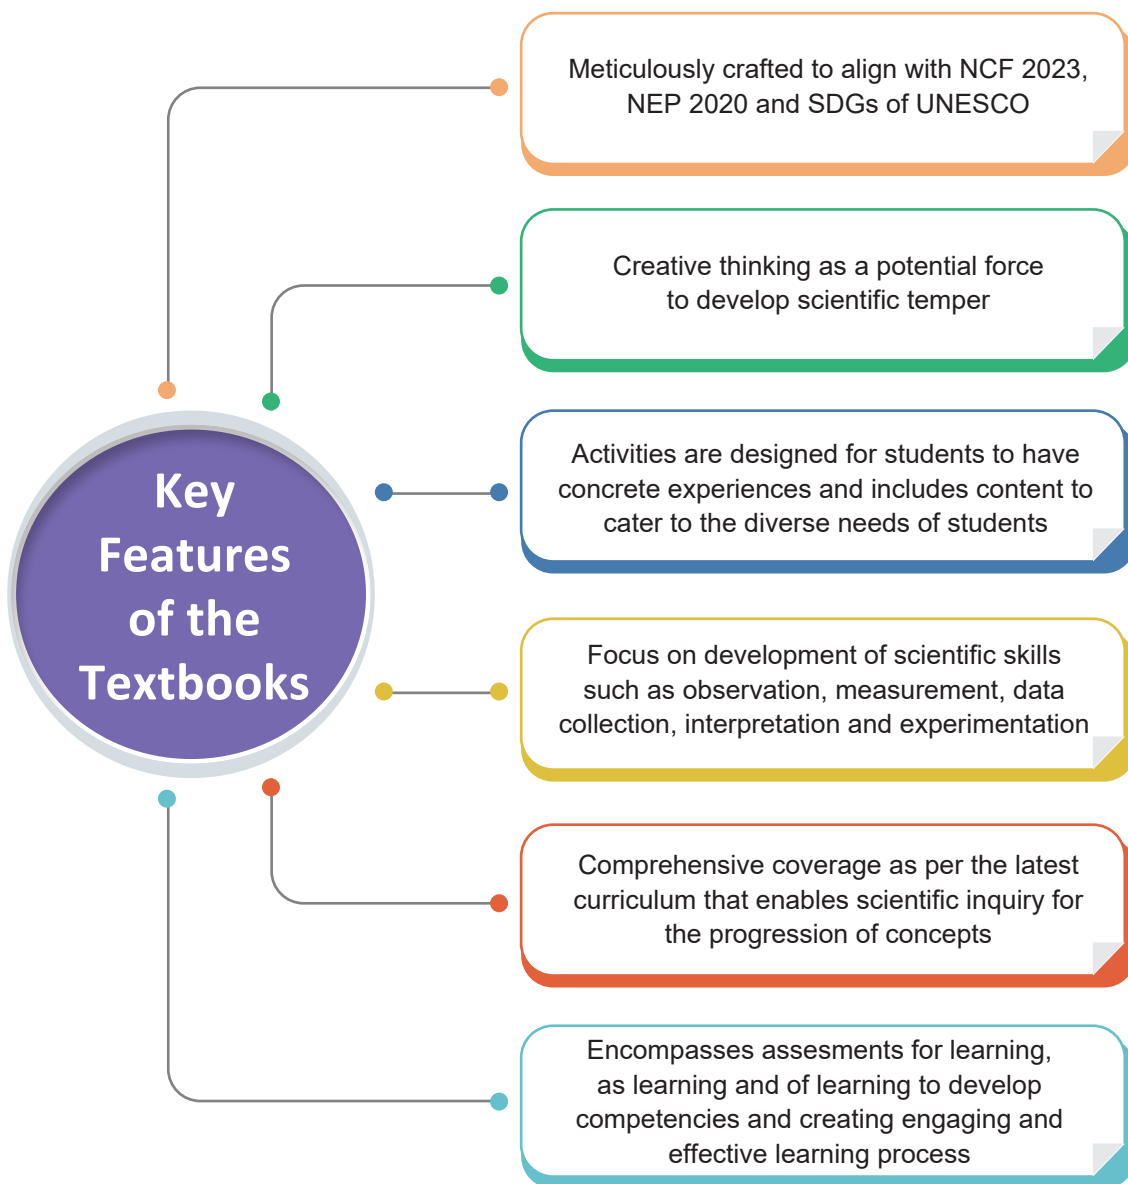 Key
Features
of the
Textbooks
Meticulously crafted to align with NCF 2023,
NEP 2020 and SDGs of UNESCO
Creative thinking as a potential force
to develop scientific temper
Activities are designed for students to have
concrete experiences and includes content to
cater to the diverse needs of students
Focus on development of scientific skills
such as observation, measurement, data
collection, interpretation and experimentation
Comprehensive coverage as per the latest
curriculum that enables scientific inquiry for
the progression of concepts
Encompasses assesments for learning,
as learning and of learning to develop
competencies and creating engaging and
effective learning process